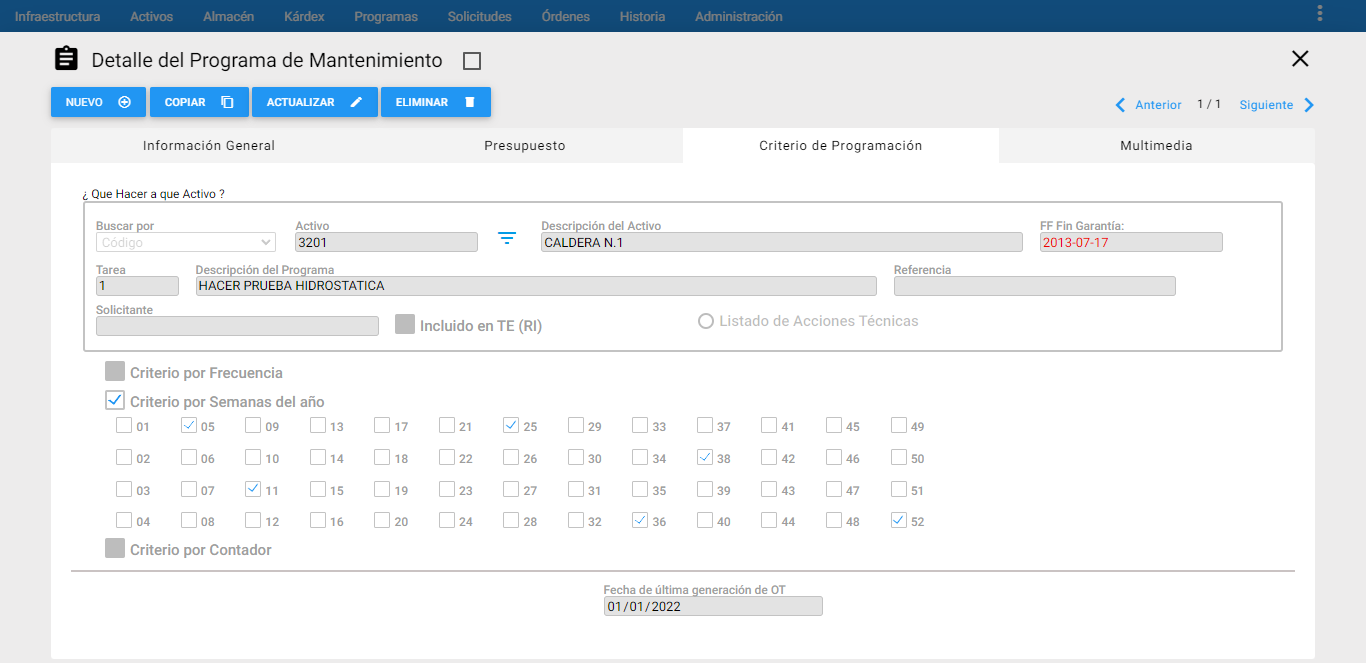 Infraestructura Activos Almacén Kárdex Programas Solicitudes Órdenes Historia Administración
Detalle del Programa de Mantenimiento
NUEVO COPIAR ACTUALIZAR ELIMINAR
Anterior 1 / 1 Siguiente
Información General Presupuesto Criterio de Programación Multimedia
¿ Que Hacer a que Activo ?
Buscar por Activo Descripción del Activo FF Fin Garantía:
Código 3201 CALDERA N.1 2013-07-17
Tarea Descripción del Programa Referencia
1 HACER PRUEBA HIDROSTATICA
Solicitante
Incluido en TE (RI) Listado de Acciones Técnicas
Criterio por Frecuencia
Criterio por Semanas del año
01 05 09 13 17 21 25 29 33 37 41 45 49
02 06 10 14 18 22 26 30 34 38 42 46 50
03 07 11 15 19 23 27 31 35 39 43 47 51
04 08 12 16 20 24 28 32 36 40 44 48 52
Criterio por Contador
Fecha de última generación de OT
01/01/2022